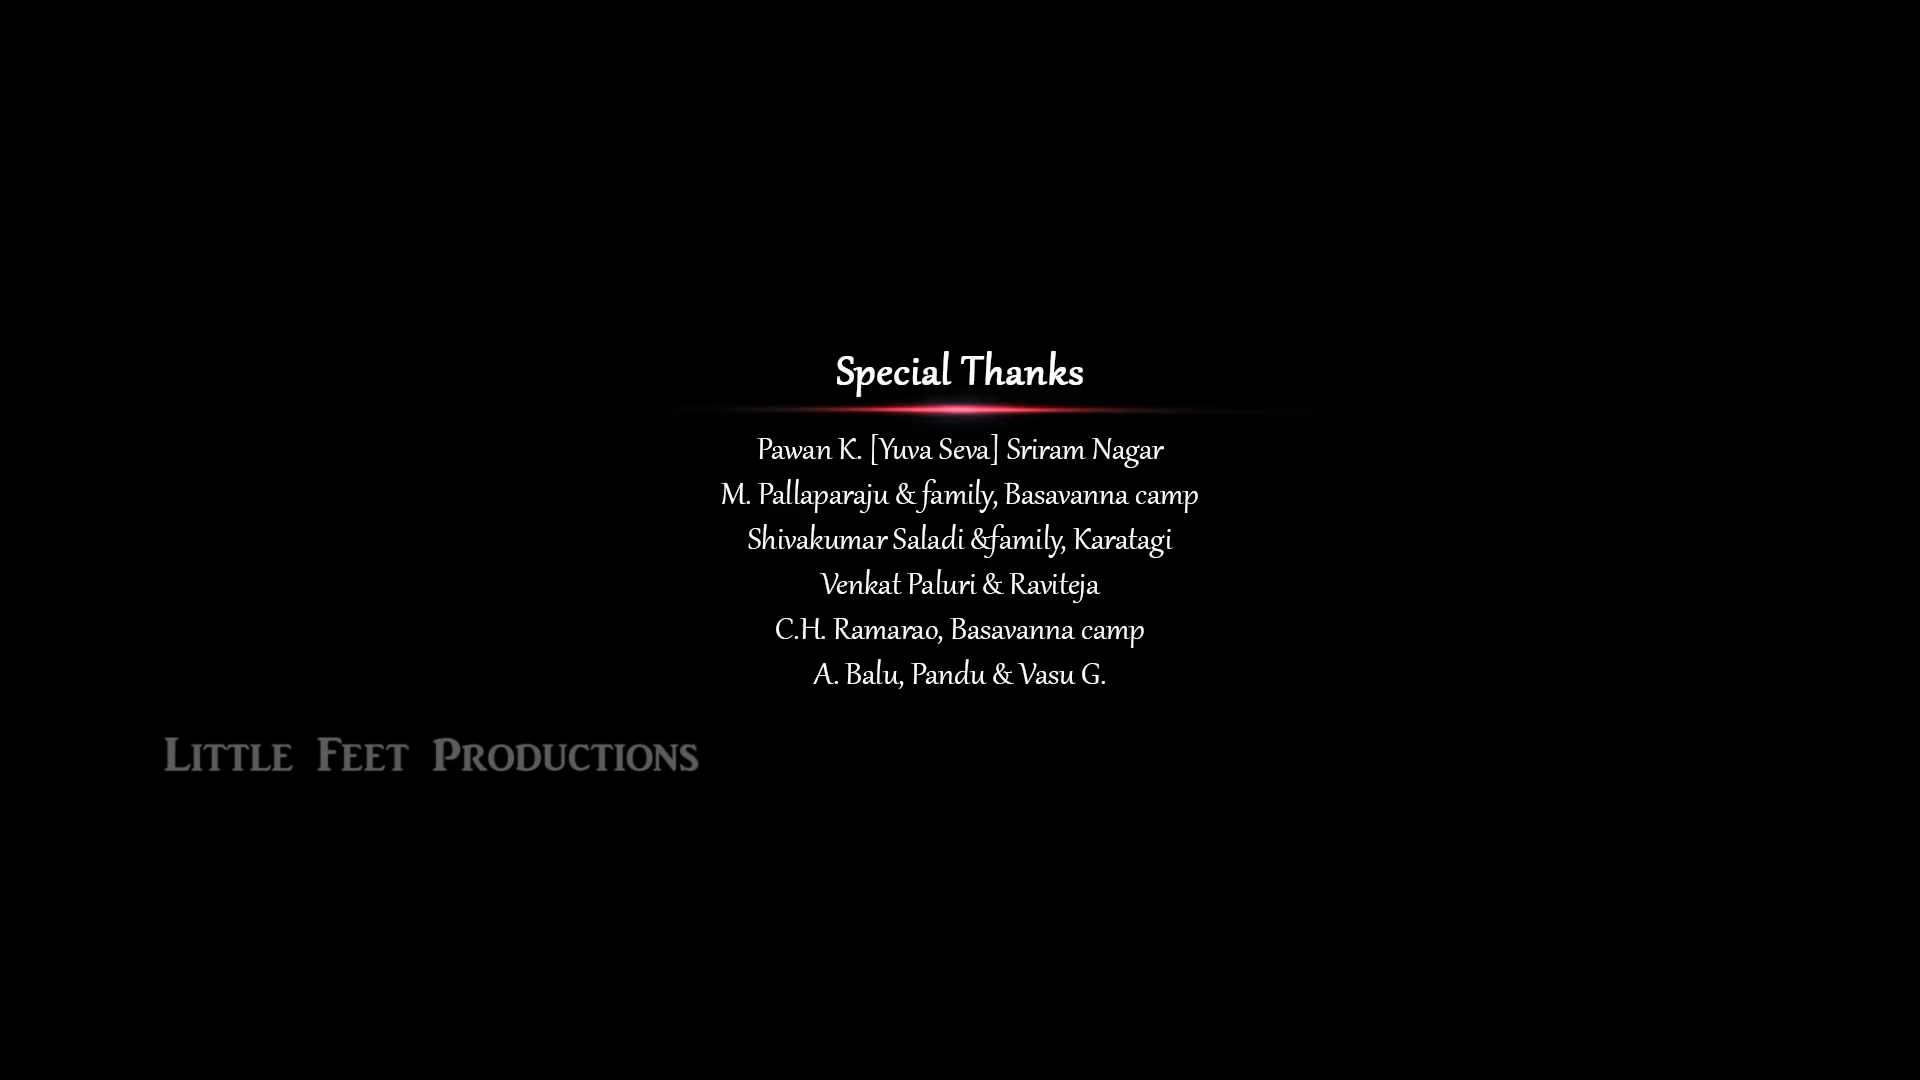 Special Thanks
Pawan K. [Yuva Seva] Sriram Nagar
M. Pallaparaju & family, Basavanna camp
Shivakumar Saladi &family, Karatagi
Venkat Paluri & Raviteja
C.H. Ramarao, Basavanna camp
A. Balu, Pandu & Vasu G.
Little Feet Productions